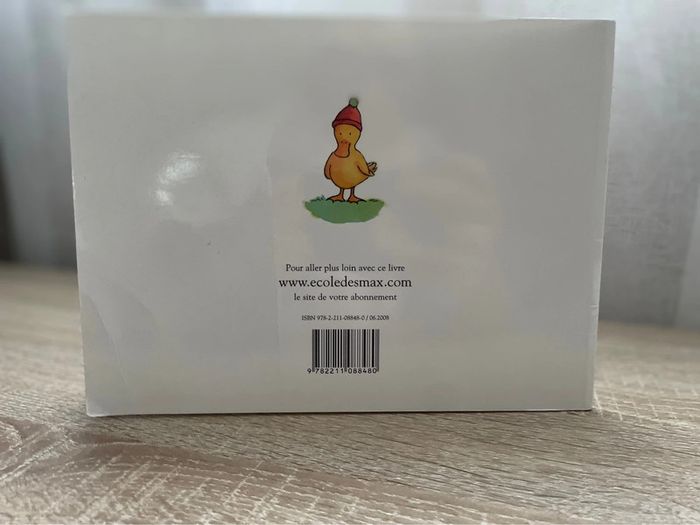 Pour aller plus loin avec ce livre
www.ecoledesmax.com
le site de votre abonnement
ISBN 978-2-211-08848-0 / 06.2008
9 782211 088480